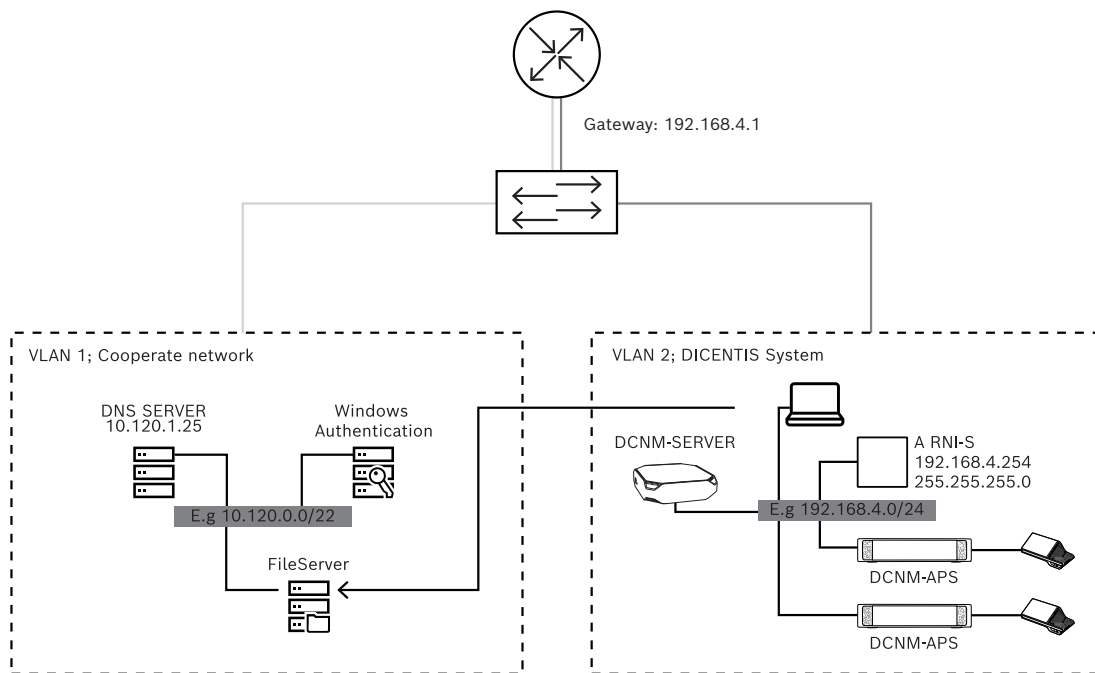 Gateway: 192.168.4.1
VLAN 1; Cooperate network
DNS SERVER
10.120.1.25
Windows
Authentication
E.g 10.120.0.0/22
FileServer
VLAN 2; DICENTIS System
DCNM-SERVER
A RNI-S
192.168.4.254
255.255.255.0
E.g 192.168.4.0/24
DCNM-APS
DCNM-APS